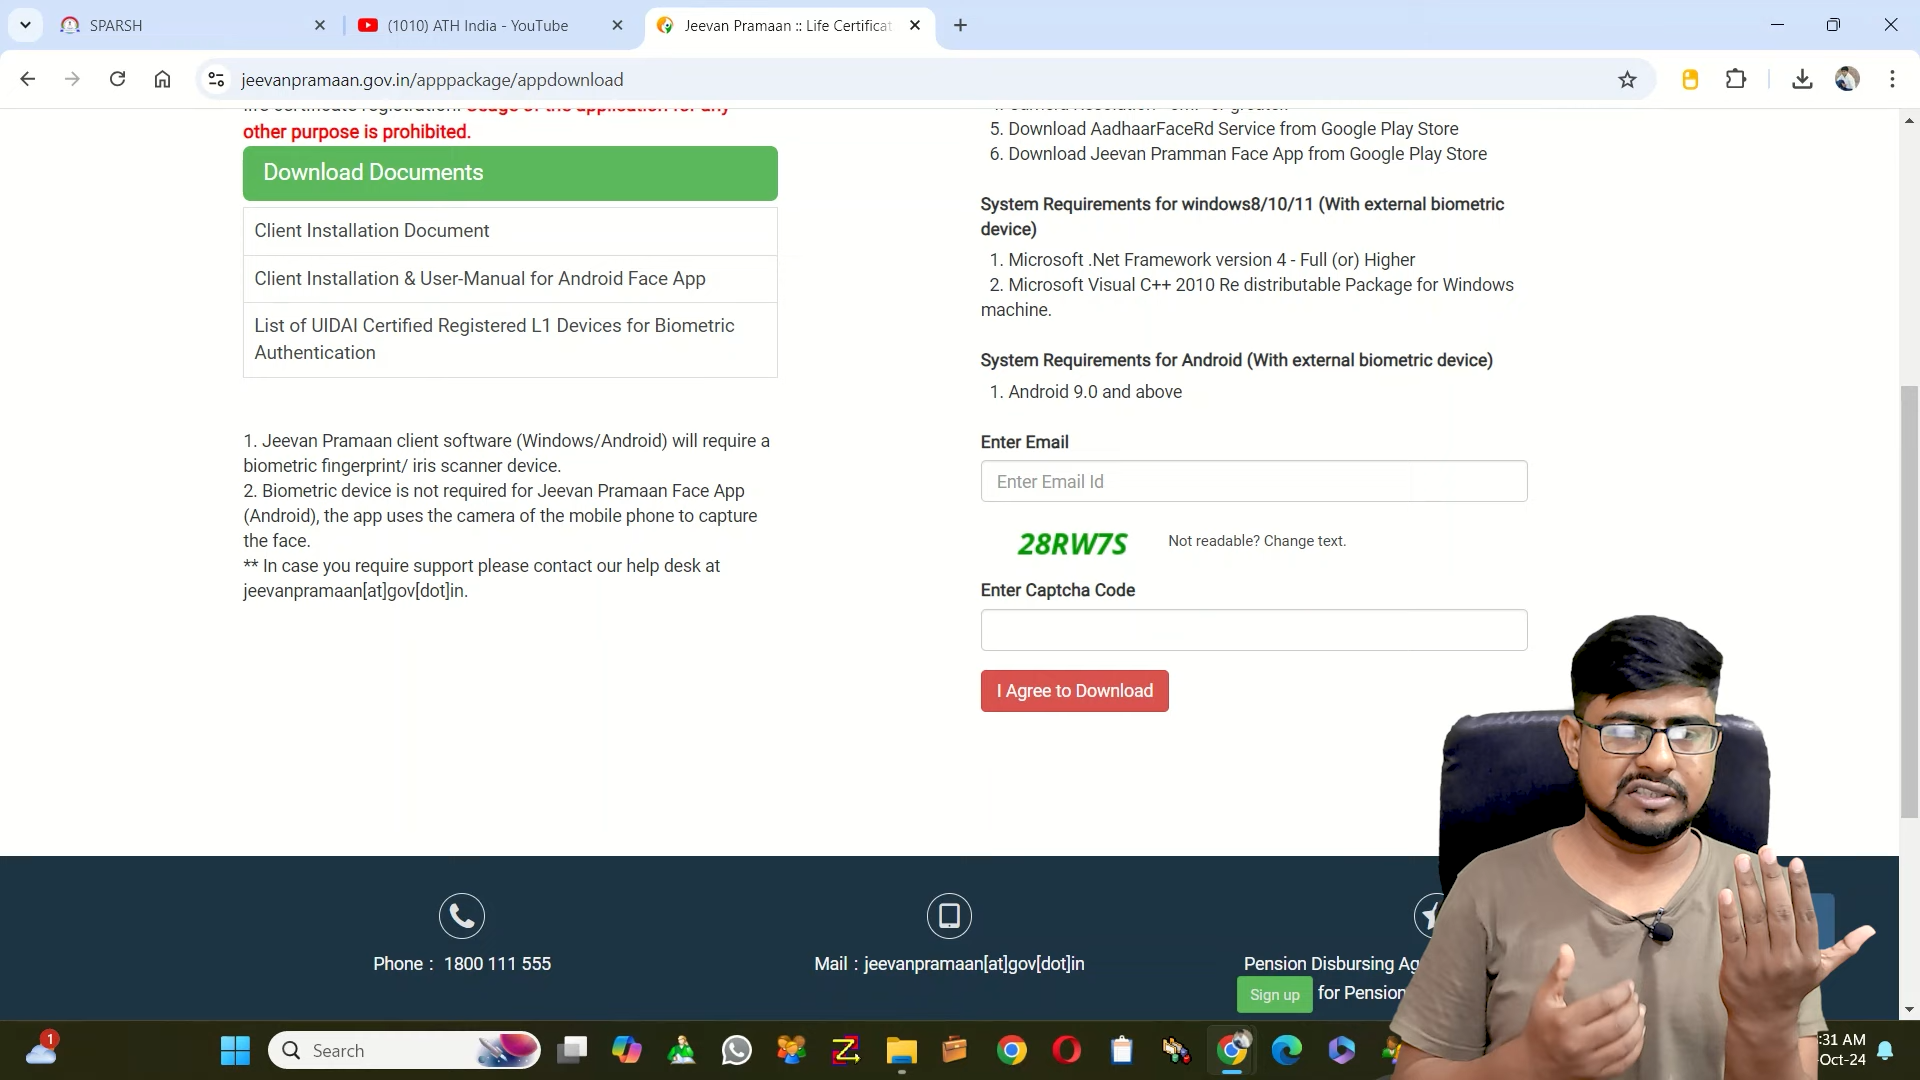 SPARSH
(1010) ATH India - YouTube
Jeevan Pramaan :: Life Certificat
jeevanpramaan.gov.in/apppackage/appdownload
other purpose is prohibited.
Download Documents
Client Installation Document
Client Installation & User-Manual for Android Face App
List of UIDAI Certified Registered L1 Devices for Biometric
Authentication
1. Jeevan Pramaan client software (Windows/Android) will require a
biometric fingerprint/ iris scanner device.
2. Biometric device is not required for Jeevan Pramaan Face App
(Android), the app uses the camera of the mobile phone to capture
the face.
** In case you require support please contact our help desk at
jeevanpramaan[at]gov[dot]in.
5. Download AadhaarFaceRd Service from Google Play Store
6. Download Jeevan Pramman Face App from Google Play Store
System Requirements for windows8/10/11 (With external biometric
device)
1. Microsoft .Net Framework version 4 - Full (or) Higher
2. Microsoft Visual C++ 2010 Re distributable Package for Windows
machine.
System Requirements for Android (With external biometric device)
1. Android 9.0 and above
Enter Email
Enter Email Id
28RW7S
Not readable? Change text.
Enter Captcha Code
I Agree to Download
Phone : 1800 111 555
Mail : jeevanpramaan[at]gov[dot]in
Pension Disbursing Ag
Sign up for Pension
1
Search
:31 AM
Oct-24